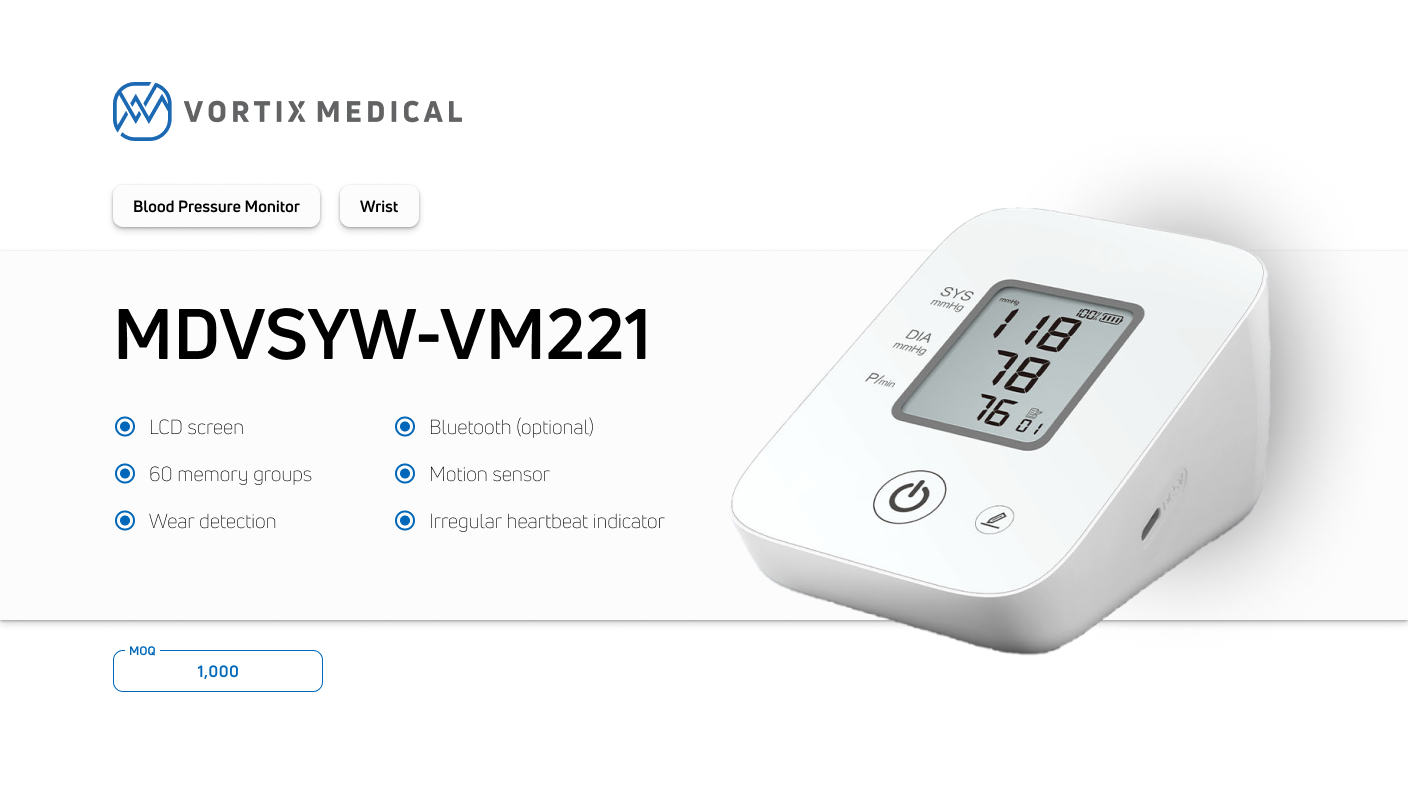 VORTIX MEDICAL
Blood Pressure Monitor
Wrist
MDVSYW-VM221
LCD screen
Bluetooth (optional)
60 memory groups
Motion sensor
Wear detection
Irregular heartbeat indicator
MOQ
1,000
SYS
mmHg
DIA
mmHg
P/min
mmHg
100%
118
78
76
01